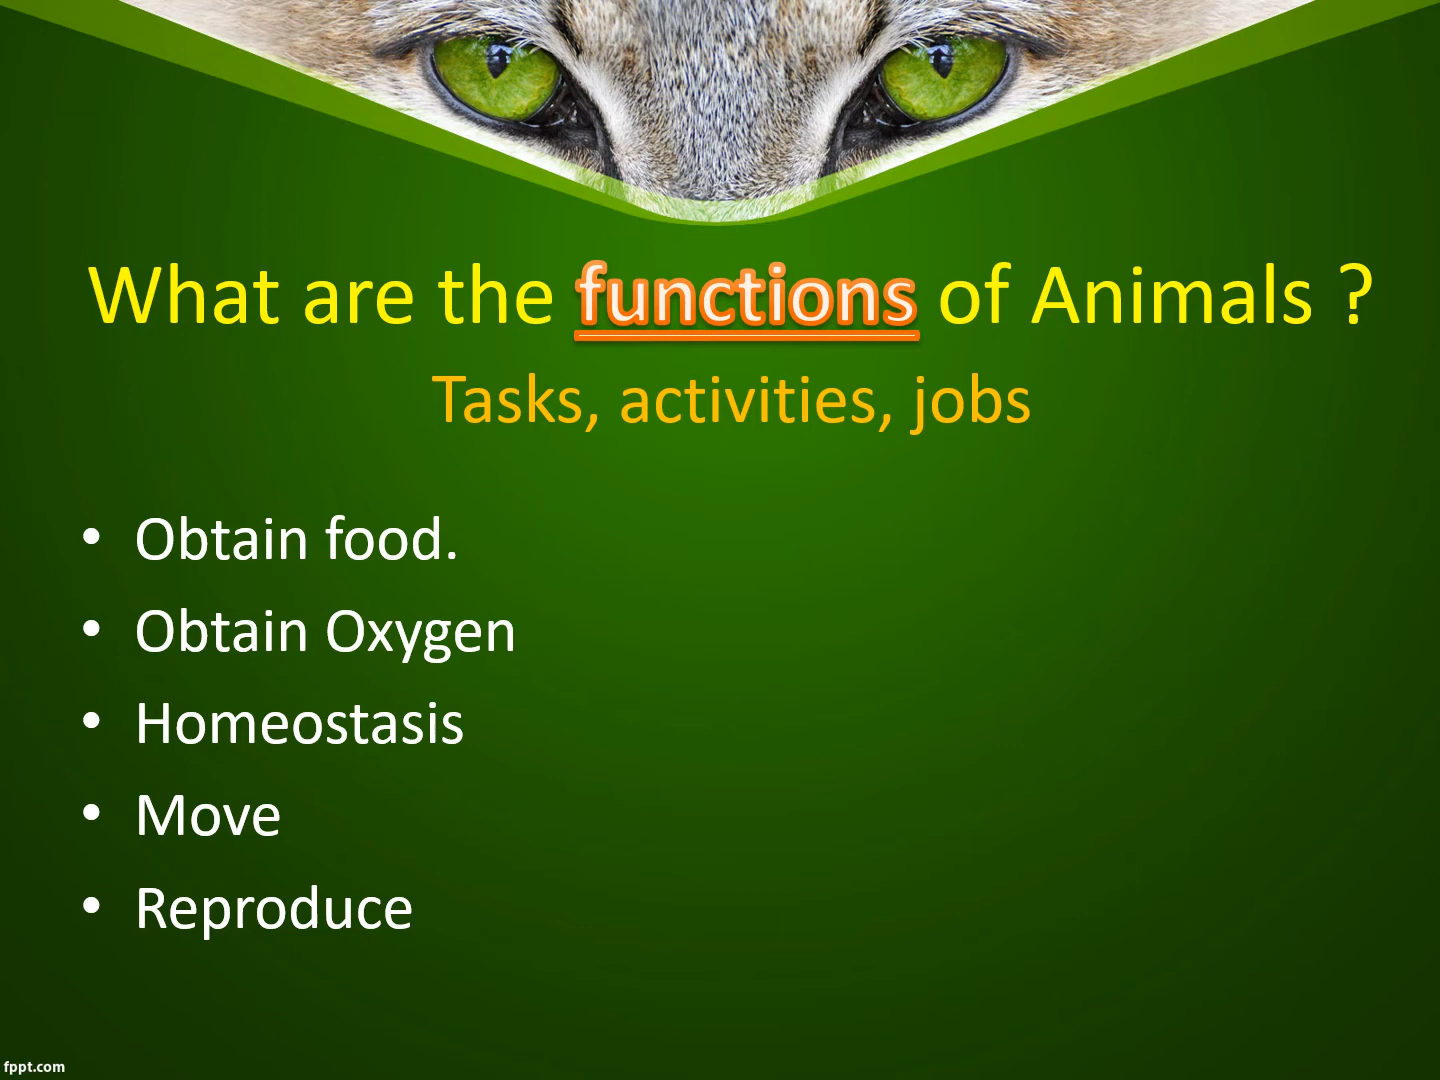 What are the functions of Animals ?
Tasks, activities, jobs
• Obtain food.
• Obtain Oxygen
• Homeostasis
• Move
• Reproduce
fppt.com